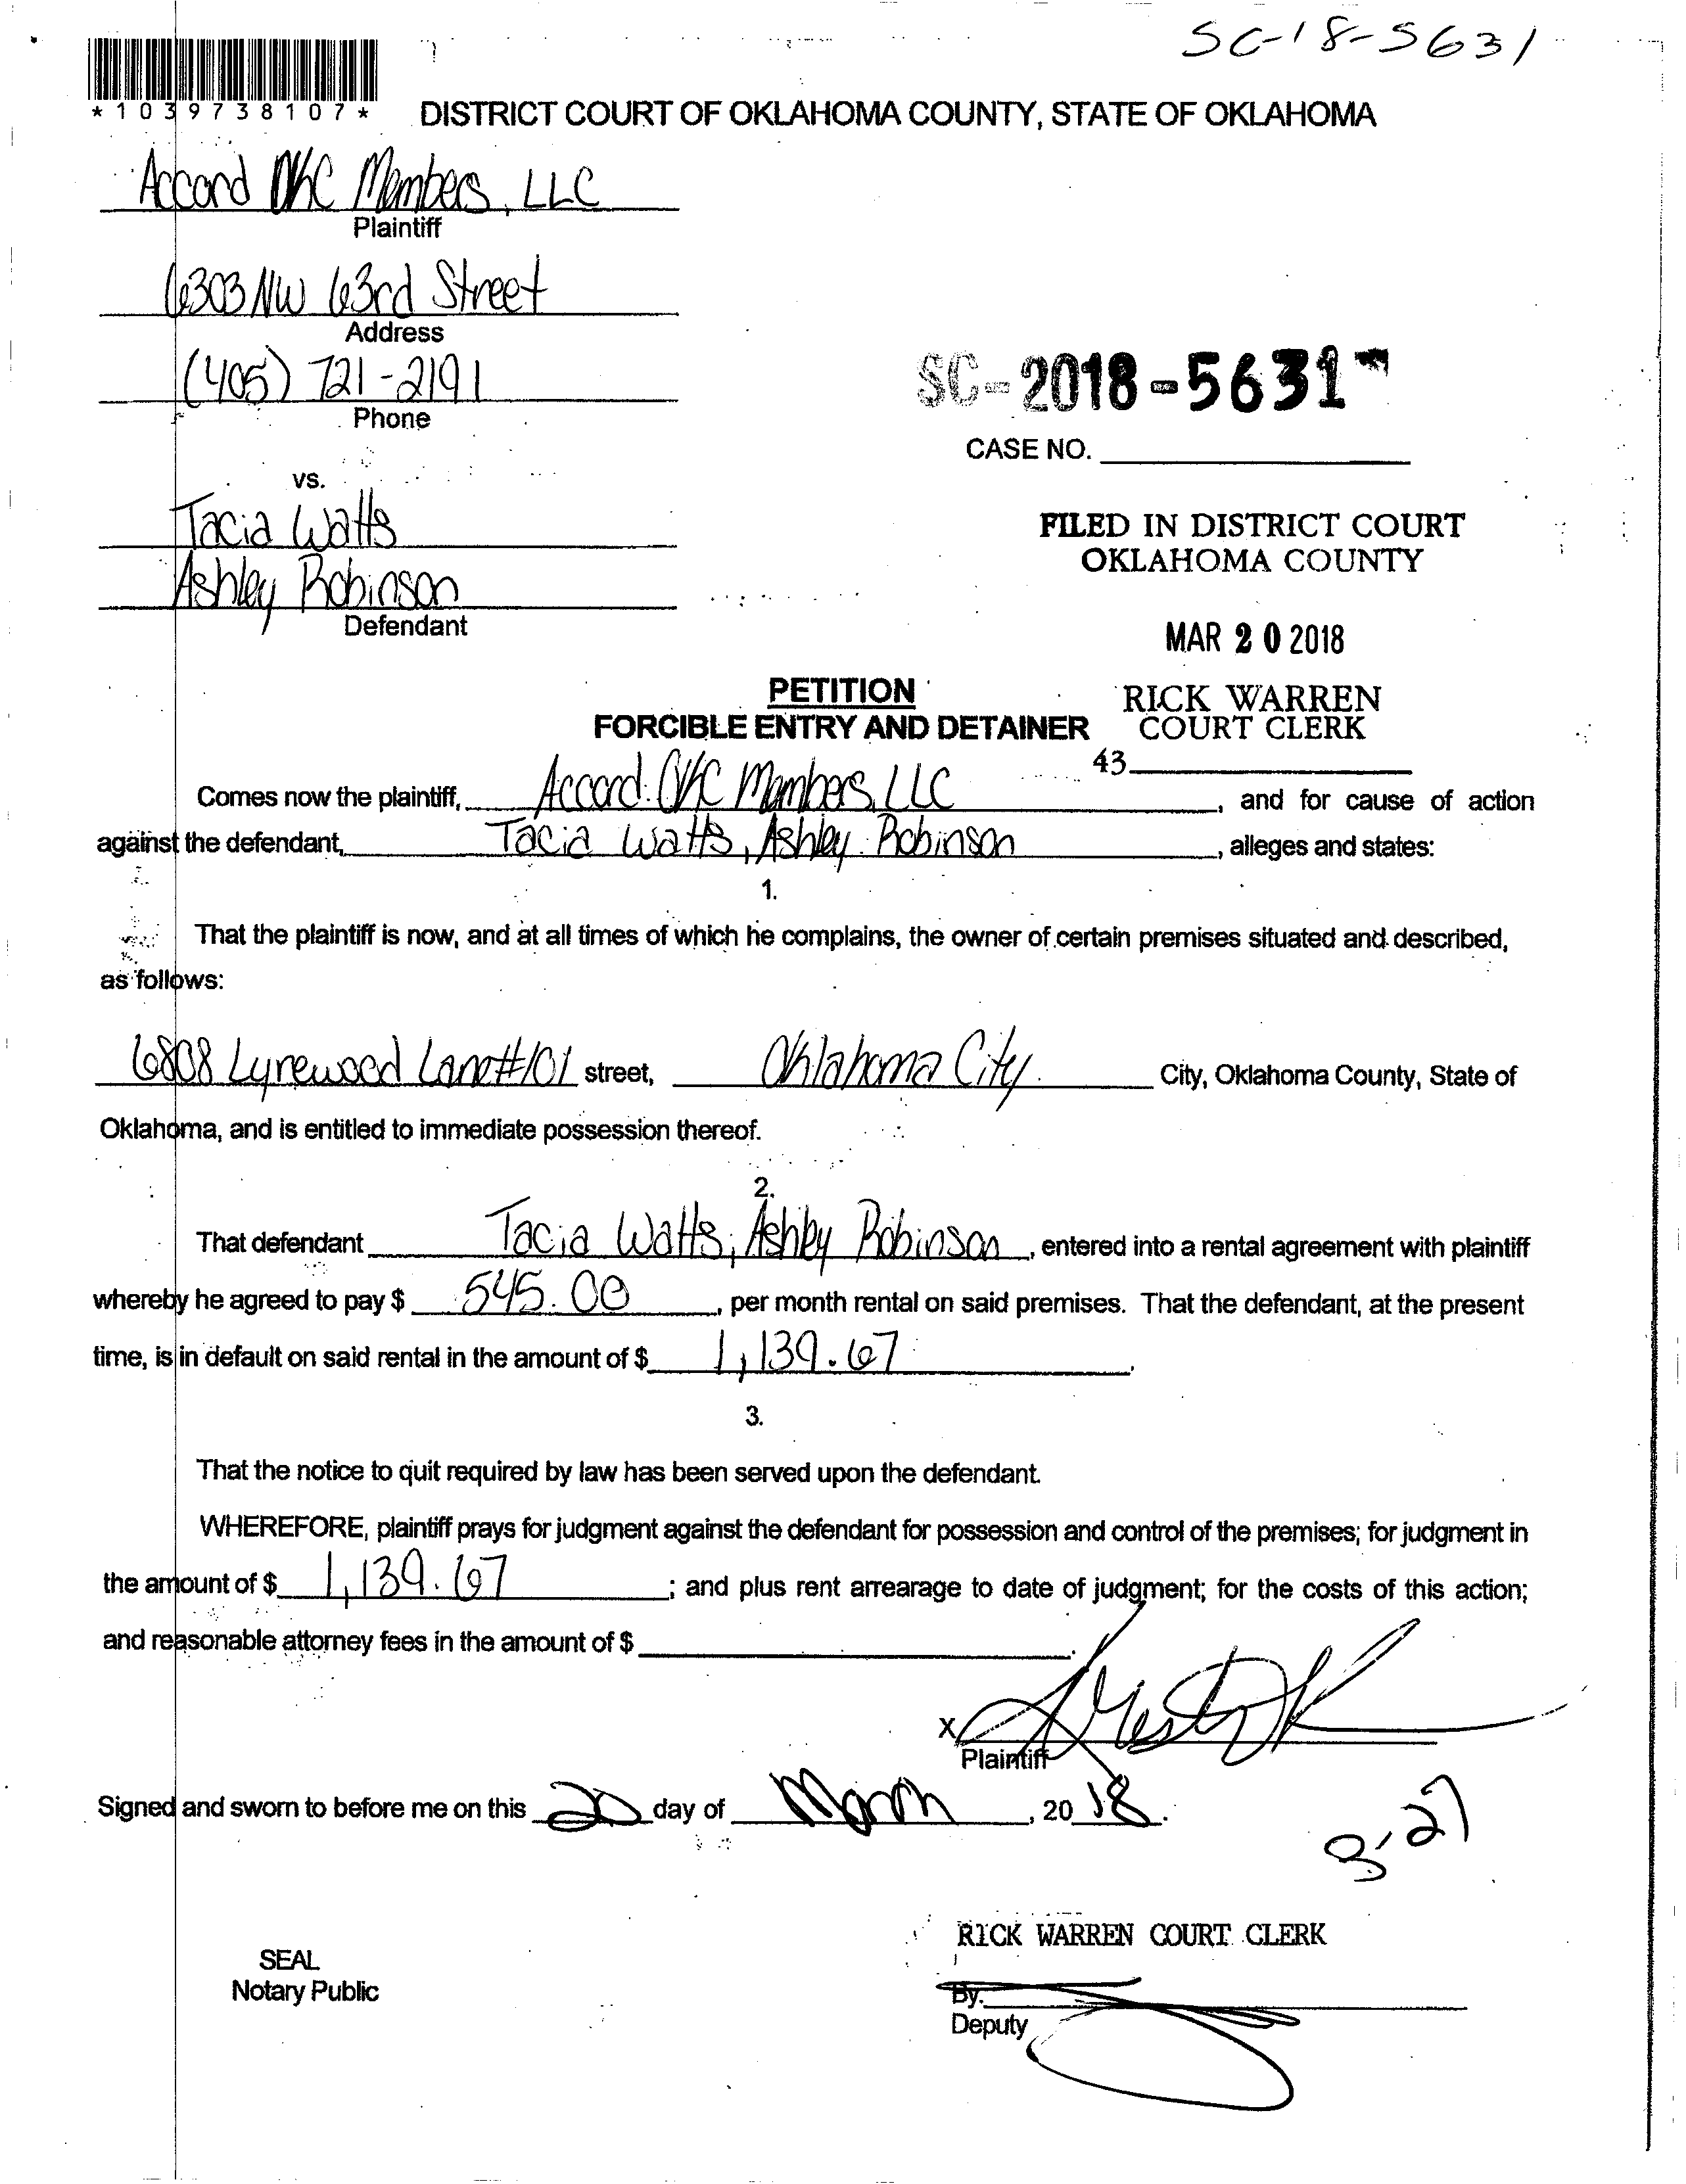 SC-18-5631
*1039738107*
DISTRICT COURT OF OKLAHOMA COUNTY, STATE OF OKLAHOMA
Accord OKC Members, LLC
Plaintiff
6303 NW 63rd Street
Address
(405) 721-2191
Phone
SC-2018-5631
CASE NO.
vs.
Tacia Watts
Ashley Robinson
Defendant
FILED IN DISTRICT COURT
OKLAHOMA COUNTY
MAR 20 2018
RICK WARREN
COURT CLERK
43
PETITION
FORCIBLE ENTRY AND DETAINER
Comes now the plaintiff, Accord OKC Members, LLC, and for cause of action
against the defendant, Tacia Watts, Ashley Robinson, alleges and states:
1.
That the plaintiff is now, and at all times of which he complains, the owner of certain premises situated and described,
as follows:
6808 Lyrewood Lane #101 street, Oklahoma City City, Oklahoma County, State of
Oklahoma, and is entitled to immediate possession thereof.
2.
That defendant Tacia Watts, Ashley Robinson, entered into a rental agreement with plaintiff
whereby he agreed to pay $ 545.00, per month rental on said premises. That the defendant, at the present
time, is in default on said rental in the amount of $ 1,139.67.
3.
That the notice to quit required by law has been served upon the defendant.
WHEREFORE, plaintiff prays for judgment against the defendant for possession and control of the premises; for judgment in
the amount of $ 1,139.67; and plus rent arrearage to date of judgment; for the costs of this action;
and reasonable attorney fees in the amount of $
X
Plaintiff
Signed and sworn to before me on this 20 day of March, 20 18.
3-27
RICK WARREN COURT CLERK
SEAL
Notary Public
By.
Deputy